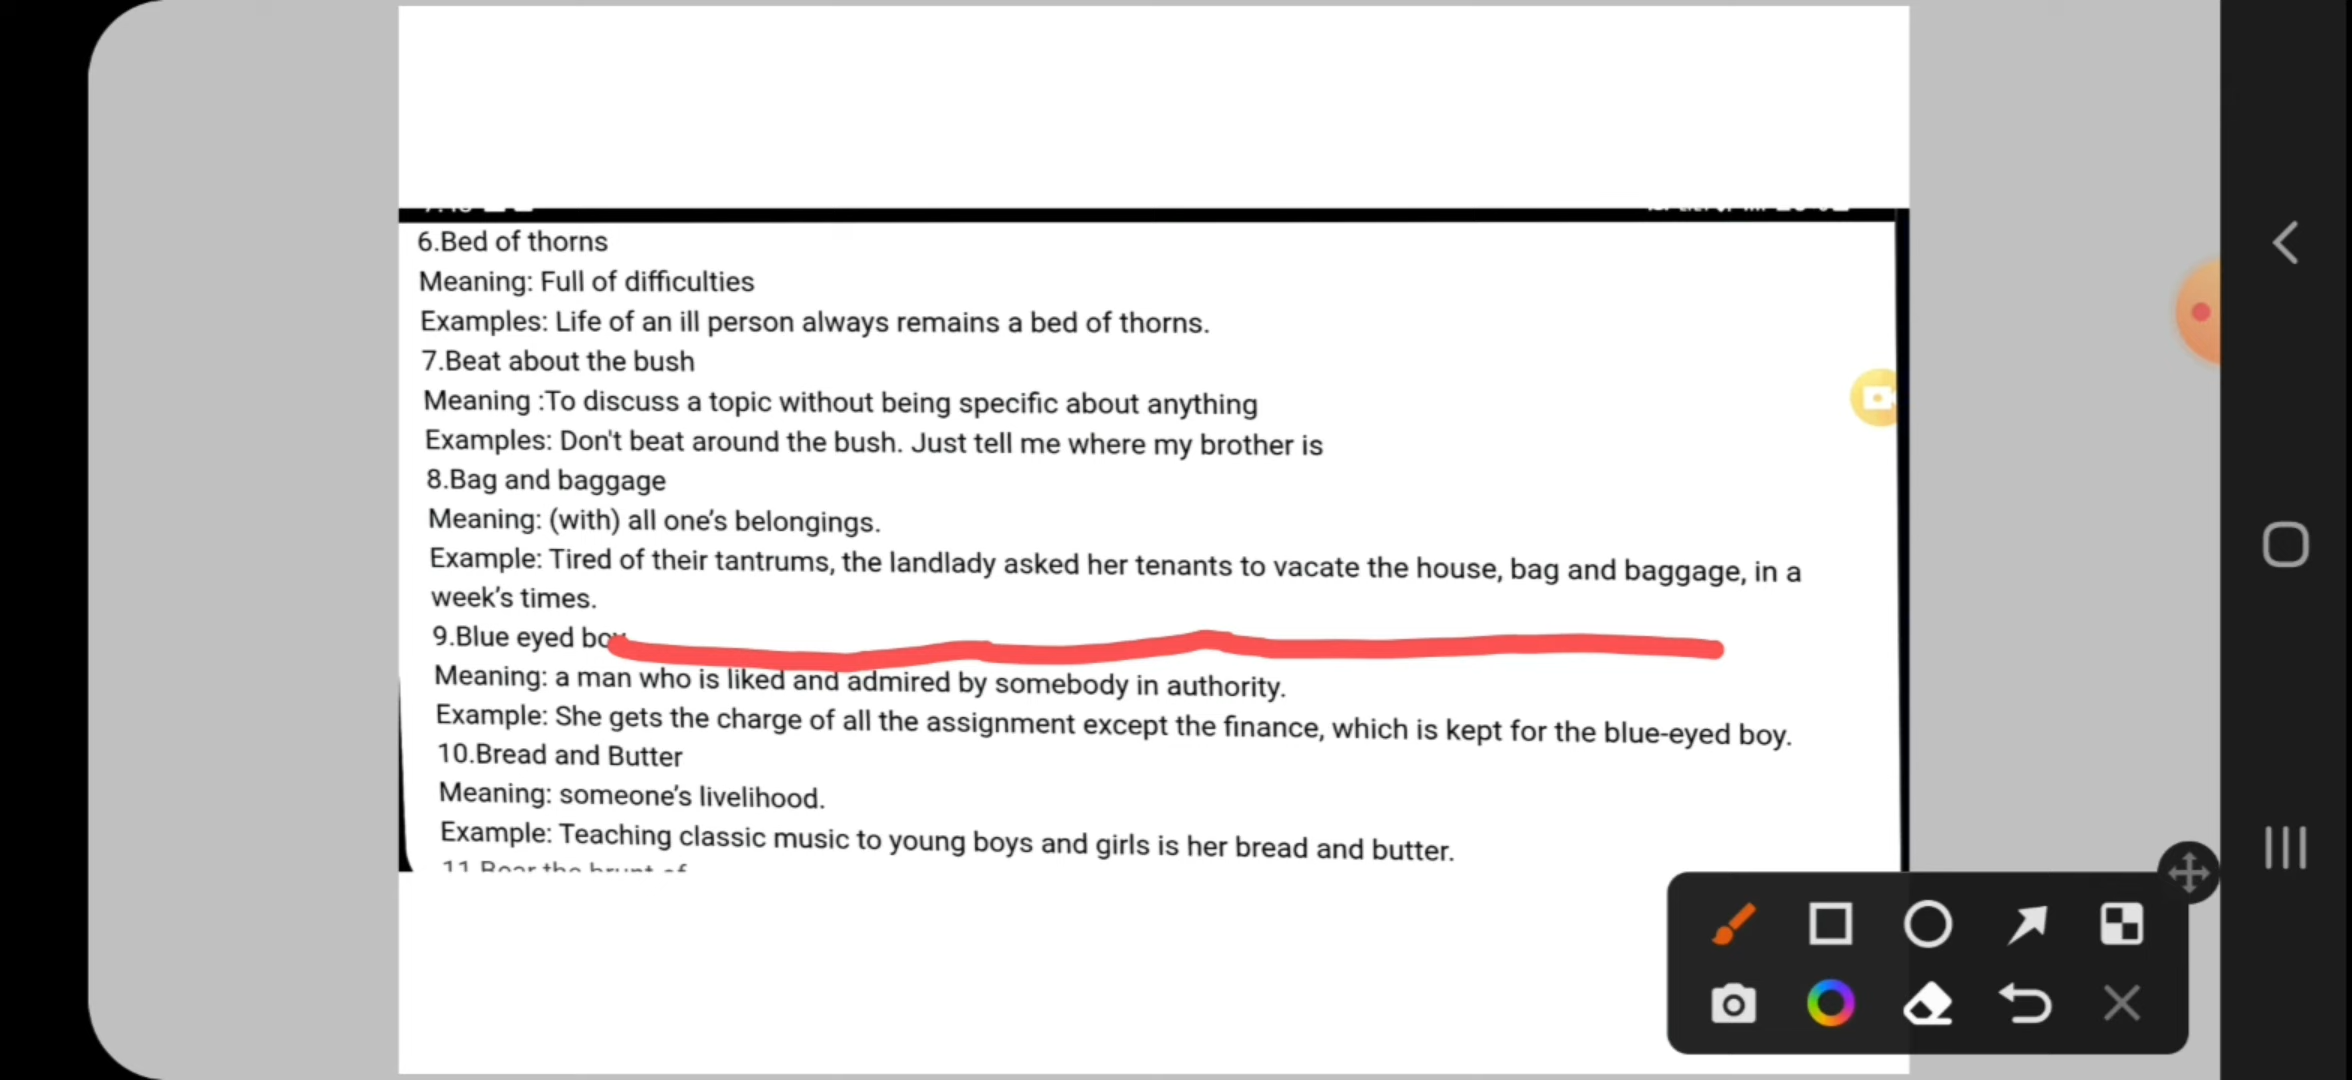 6.Bed of thorns
Meaning: Full of difficulties
Examples: Life of an ill person always remains a bed of thorns.
7.Beat about the bush
Meaning :To discuss a topic without being specific about anything
Examples: Don't beat around the bush. Just tell me where my brother is
8.Bag and baggage
Meaning: (with) all one's belongings.
Example: Tired of their tantrums, the landlady asked her tenants to vacate the house, bag and baggage, in a
week's times.
9.Blue eyed boy
Meaning: a man who is liked and admired by somebody in authority.
Example: She gets the charge of all the assignment except the finance, which is kept for the blue-eyed boy.
10.Bread and Butter
Meaning: someone's livelihood.
Example: Teaching classic music to young boys and girls is her bread and butter.
11.Bear the brunt of